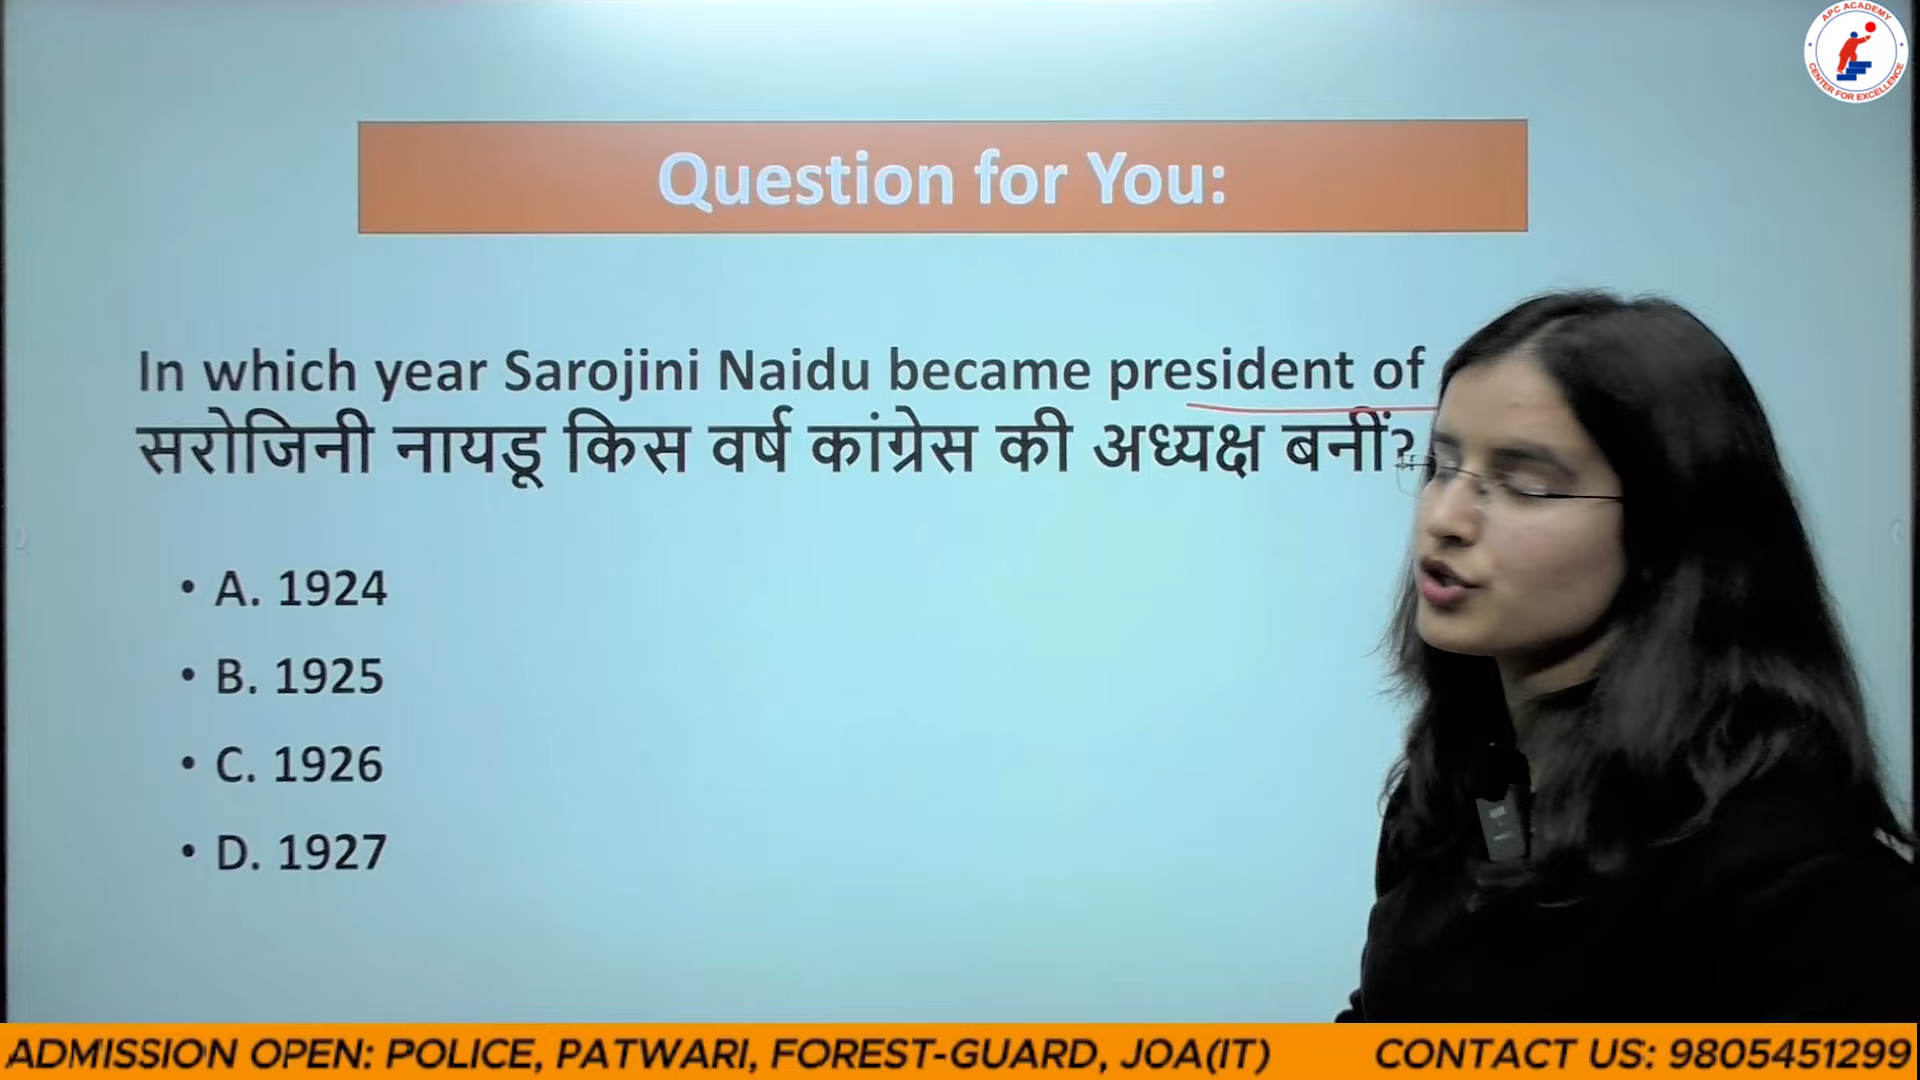 APC ACADEMY
CENTER FOR EXCELLENCE
Question for You:
In which year Sarojini Naidu became president of
सरोजिनी नायडू किस वर्ष कांग्रेस की अध्यक्ष बनीं?
• A. 1924
• B. 1925
• C. 1926
• D. 1927
ADMISSION OPEN: POLICE, PATWARI, FOREST-GUARD, JOA(IT) CONTACT US: 9805451299